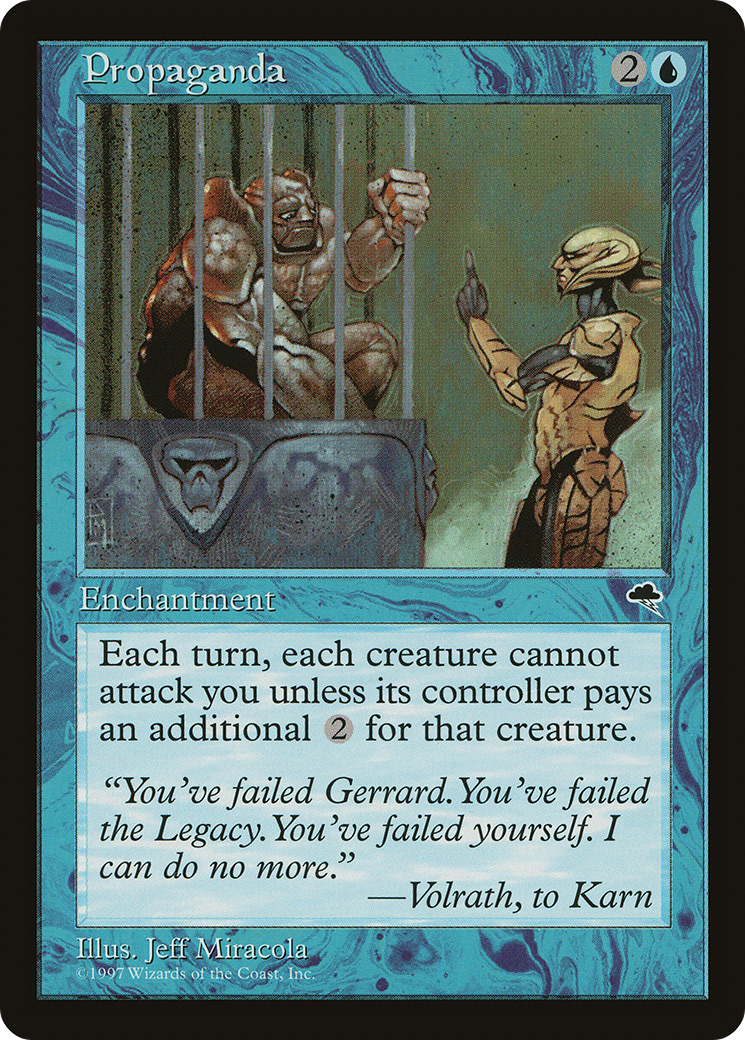 Propaganda
2
Enchantment
Each turn, each creature cannot
attack you unless its controller pays
an additional 2 for that creature.
“You’ve failed Gerrard. You’ve failed
the Legacy. You’ve failed yourself. I
can do no more.”
—Volrath, to Karn
Illus. Jeff Miracola
©1997 Wizards of the Coast, Inc.